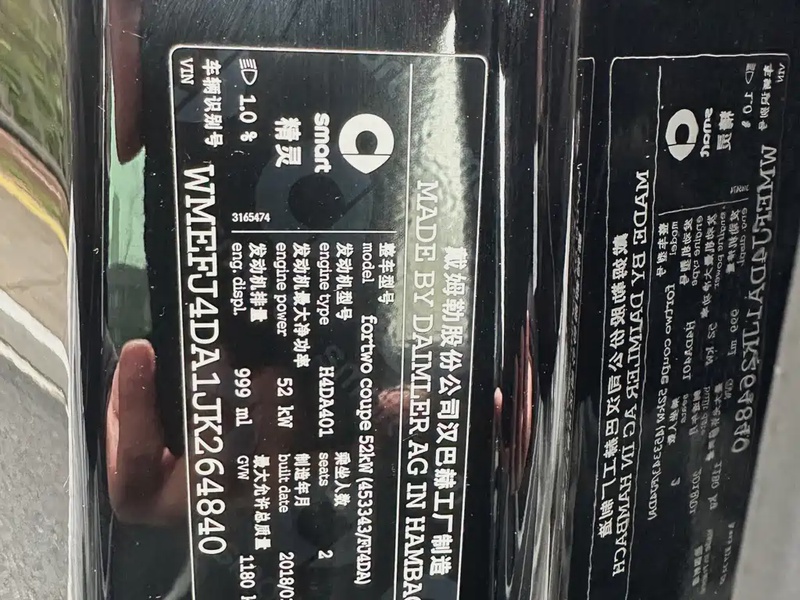 戴姆勒股份公司汉巴赫工厂制造
MADE BY DAIMLER AG IN HAMBAC
smart
精灵
整车型号
model fortwo coupe 52kW (453343/FJ4DA)
发动机型号 乘坐人数
engine type H4DA401 seats 2
发动机最大净功率 制造年月
engine power 52 kW built date 2018/0
发动机排量 最大允许总质量
eng. displ. 999 ml GVW 1180 k
1.0 %
3165474
车辆识别号
VIN WMEFJ4DA1JK264840